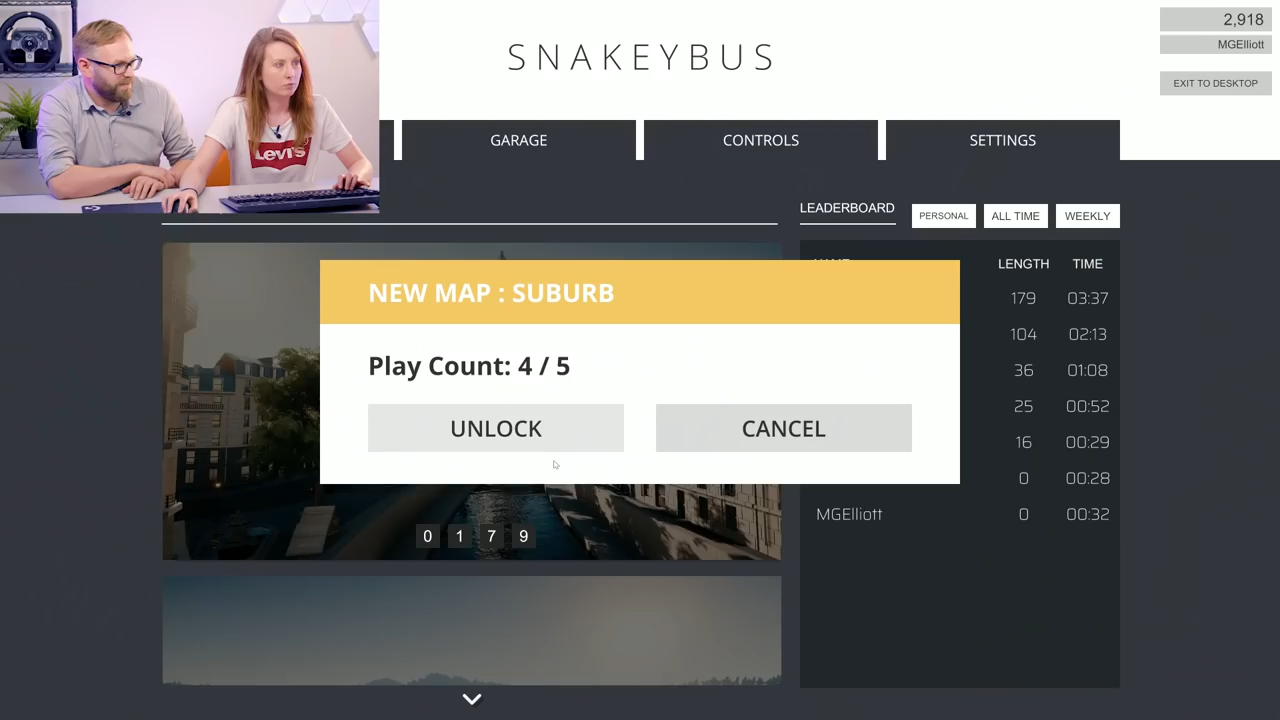 SNAKEYBUS
2,918
MGElliott
EXIT TO DESKTOP
GARAGE
CONTROLS
SETTINGS
Levi's
LEADERBOARD
PERSONAL
ALL TIME
WEEKLY
LENGTH TIME
NEW MAP : SUBURB
Play Count: 4 / 5
UNLOCK
CANCEL
179 03:37
104 02:13
36 01:08
25 00:52
16 00:29
0 00:28
MGElliott 0 00:32
0 1 7 9